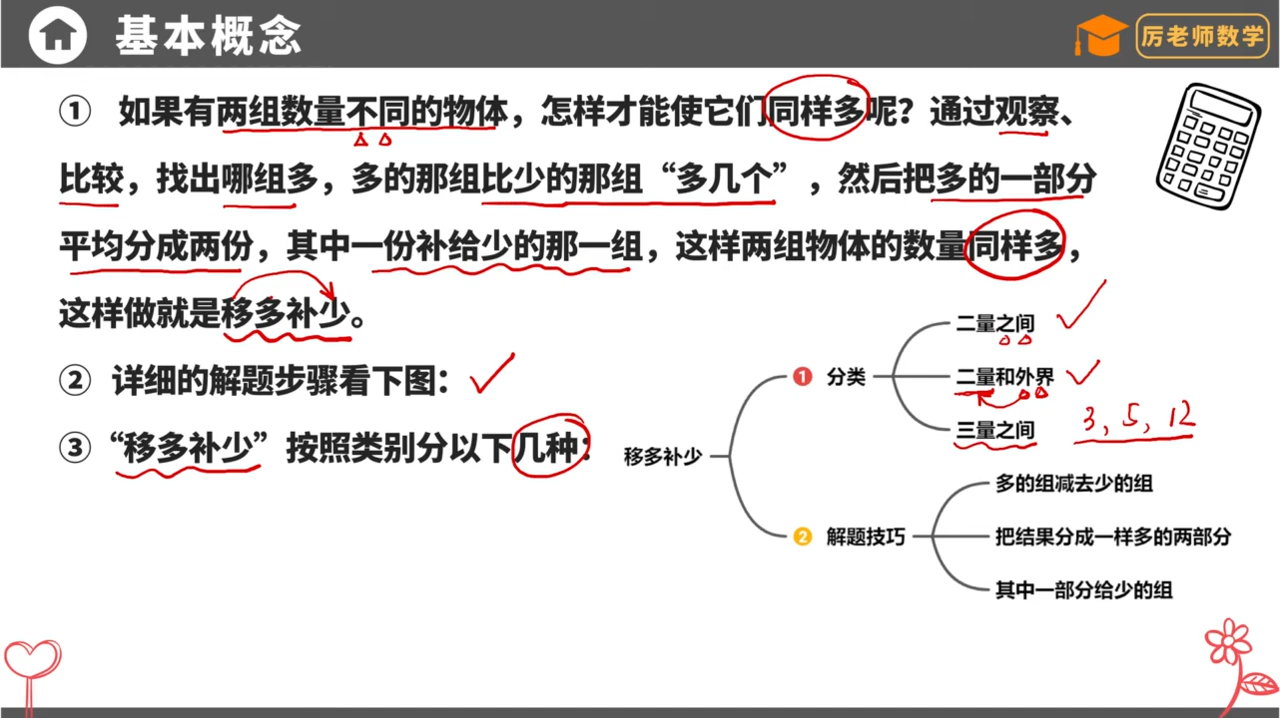 基本概念
厉老师数学
① 如果有两组数量不同的物体，怎样才能使它们同样多呢？通过观察、
比较，找出哪组多，多的那组比少的那组“多几个”，然后把多的一部分
平均分成两份，其中一份补给少的那一组，这样两组物体的数量同样多，
这样做就是移多补少。
② 详细的解题步骤看下图：
③ “移多补少”按照类别分以下几种：
移多补少
1 分类
二量之间
二量和外界
三量之间
3, 5, 12
2 解题技巧
多的组减去少的组
把结果分成一样多的两部分
其中一部分给少的组